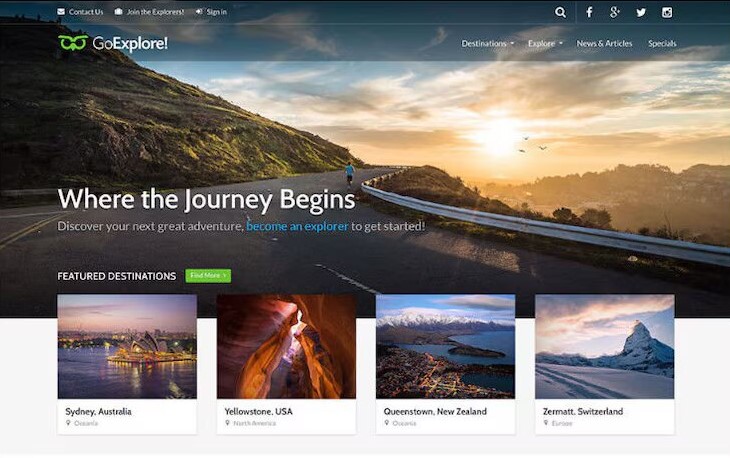 Contact Us Join the Explorers! Sign in
GoExplore!
Destinations Explore News & Articles Specials
Where the Journey Begins
Discover your next great adventure, become an explorer to get started!
FEATURED DESTINATIONS Find More
Sydney, Australia
Oceania
Yellowstone, USA
North America
Queenstown, New Zealand
Oceania
Zermatt, Switzerland
Europe